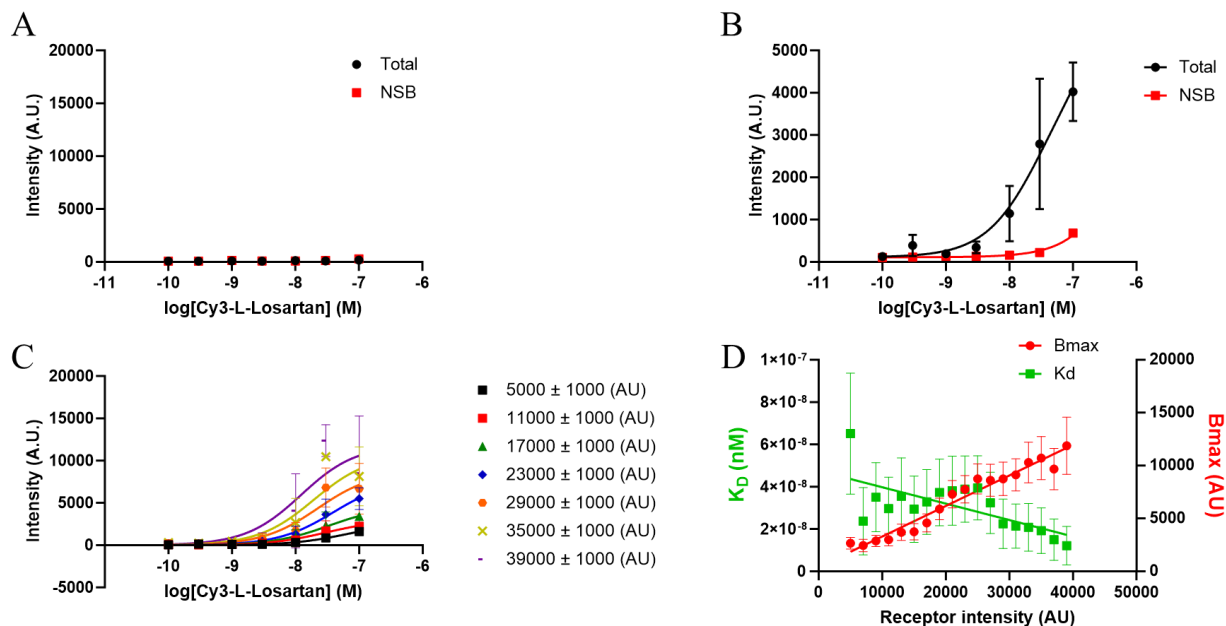 A
Intensity (A.U.)
20000
15000
10000
5000
0
-11
-10
-9
-8
-7
-6
log[Cy3-L-Losartan] (M)
Total
NSB
B
Intensity (A.U.)
5000
4000
3000
2000
1000
0
-11
-10
-9
-8
-7
-6
log[Cy3-L-Losartan] (M)
Total
NSB
C
Intensity (A.U.)
20000
15000
10000
5000
0
-5000
-11
-10
-9
-8
-7
-6
log[Cy3-L-Losartan] (M)
5000 ± 1000 (AU)
11000 ± 1000 (AU)
17000 ± 1000 (AU)
23000 ± 1000 (AU)
29000 ± 1000 (AU)
35000 ± 1000 (AU)
39000 ± 1000 (AU)
D
Bmax
Kd
K_D (nM)
1×10⁻⁷
8×10⁻⁸
6×10⁻⁸
4×10⁻⁸
2×10⁻⁸
0
0
10000
20000
30000
40000
50000
Receptor intensity (AU)
20000
15000
10000
5000
0
Bmax (AU)